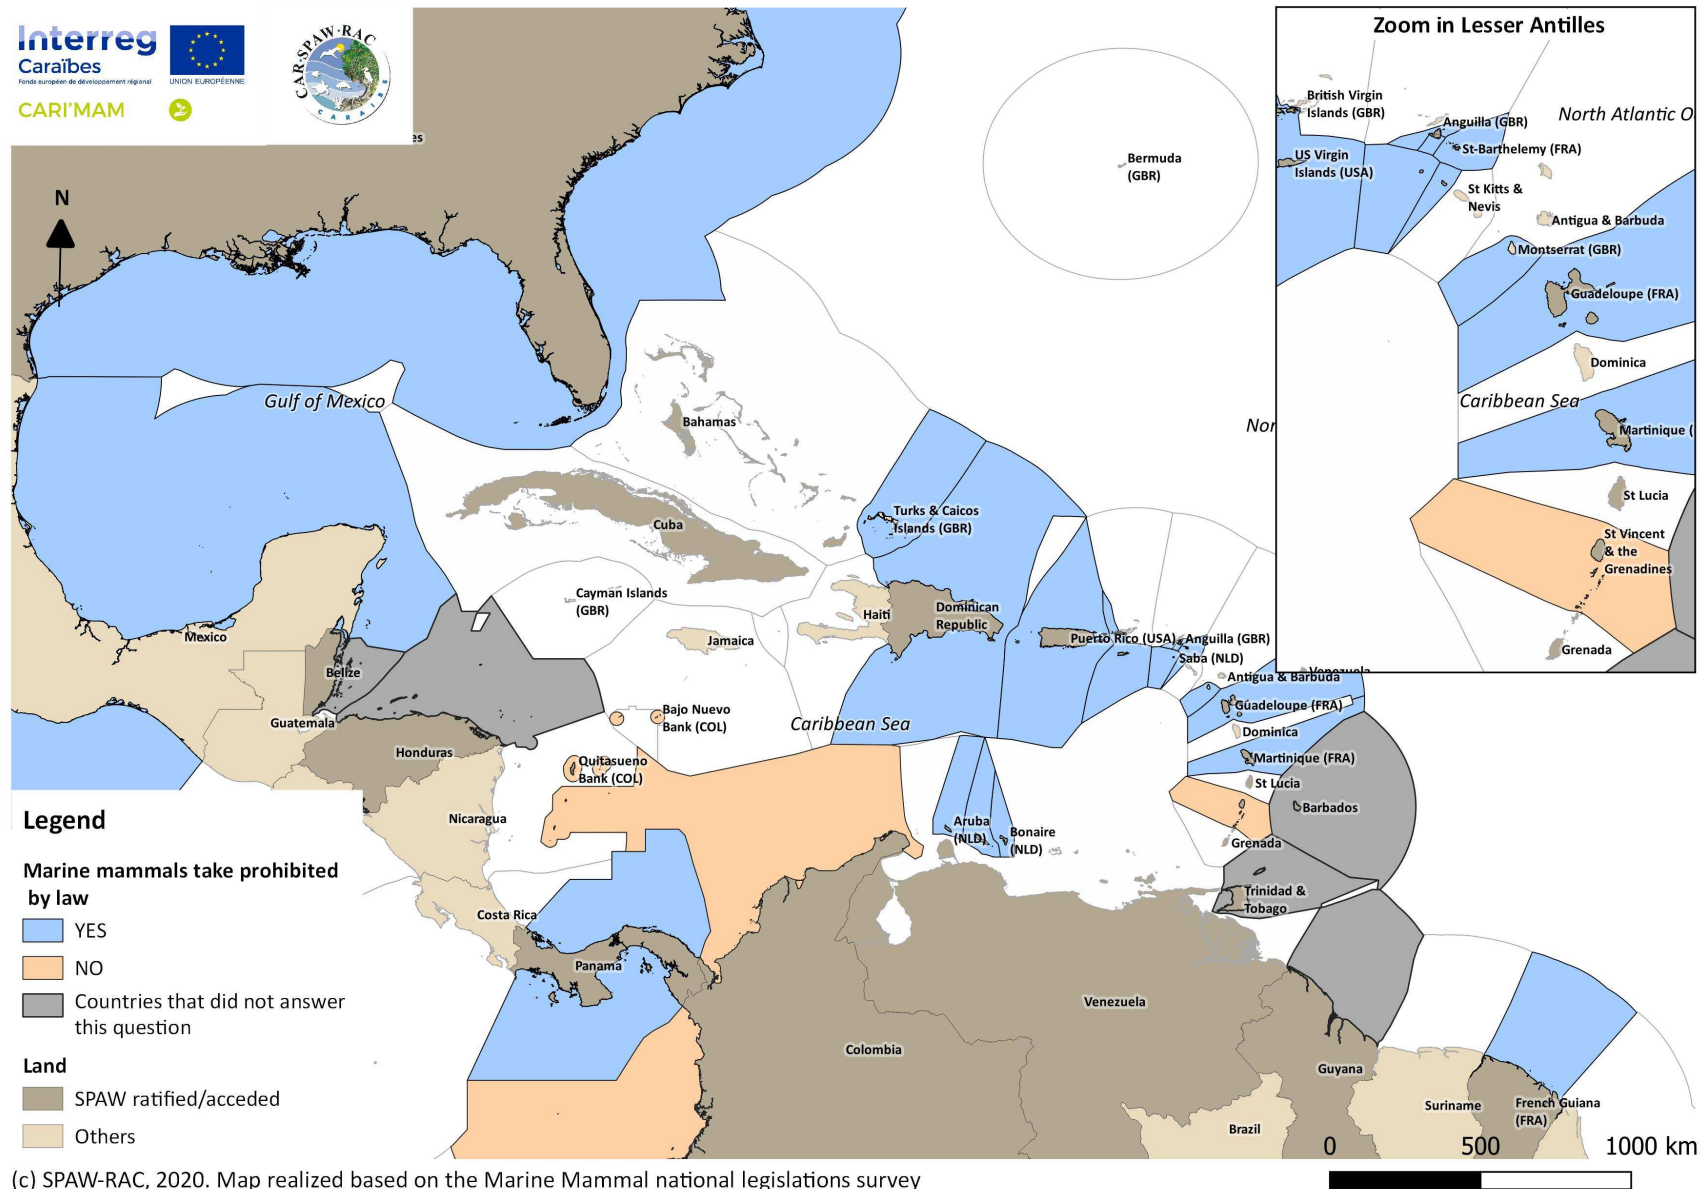 Interreg
Caraïbes
Fonds européen de développement régional
UNION EUROPÉENNE
CARI'MAM
CAR-SPAW-RAC
CARAIBE
es
N
Gulf of Mexico
Bahamas
Cuba
Turks & Caicos
Islands (GBR)
Cayman Islands
(GBR)
Jamaica
Haiti
Dominican
Republic
Puerto Rico (USA)
Anguilla (GBR)
Saba (NLD)
Bermuda
(GBR)
Nor
Mexico
Belize
Guatemala
Honduras
Nicaragua
Costa Rica
Panama
Bajo Nuevo
Bank (COL)
Quitasueno
Bank (COL)
Caribbean Sea
Aruba
(NLD)
Bonaire
(NLD)
Venezuela
Antigua & Barbuda
Guadeloupe (FRA)
Dominica
Martinique (FRA)
St Lucia
Barbados
Grenada
Trinidad &
Tobago
Venezuela
Colombia
Guyana
Suriname
French Guiana
(FRA)
Brazil
Zoom in Lesser Antilles
British Virgin
Islands (GBR)
North Atlantic O
Anguilla (GBR)
St-Barthelemy (FRA)
US Virgin
Islands (USA)
St Kitts &
Nevis
Antigua & Barbuda
Montserrat (GBR)
Guadeloupe (FRA)
Dominica
Caribbean Sea
Martinique (
St Lucia
St Vincent
& the
Grenadines
Grenada
Legend
Marine mammals take prohibited
by law
YES
NO
Countries that did not answer
this question
Land
SPAW ratified/acceded
Others
0 500 1000 km
(c) SPAW-RAC, 2020. Map realized based on the Marine Mammal national legislations survey